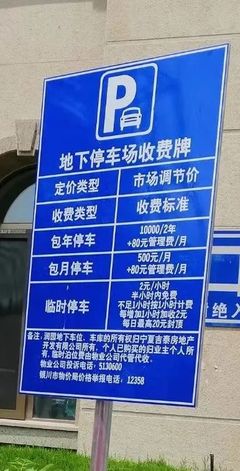 P
地下停车场收费牌
定价类型 市场调节价
收费类型 收费标准
包年停车 10000/2年
+80元管理费/月
包月停车 500元/月
+80元管理费/月
临时停车 2元/小时
半小时内免费
不足1小时按1小时计费
每增加1小时加收2元
每日最高20元封顶
备注：润园地下车位、车库的所有权归宁夏吉泰房地产
开发有限公司所有，个人已购买的归业主个人所
有，临时泊位费由物业公司代管代收。
物业公司投诉电话：5130600
银川市物价局价格举报电话：12358
绝